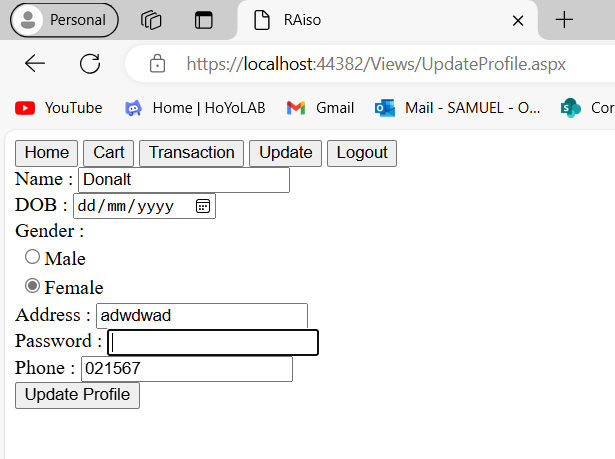 Personal
RAiso
https://localhost:44382/Views/UpdateProfile.aspx
YouTube Home | HoYoLAB Gmail Mail - SAMUEL - O... Cor
Home Cart Transaction Update Logout
Name : Donalt
DOB : dd/mm/yyyy
Gender :
Male
Female
Address : adwdwad
Password :
Phone : 021567
Update Profile